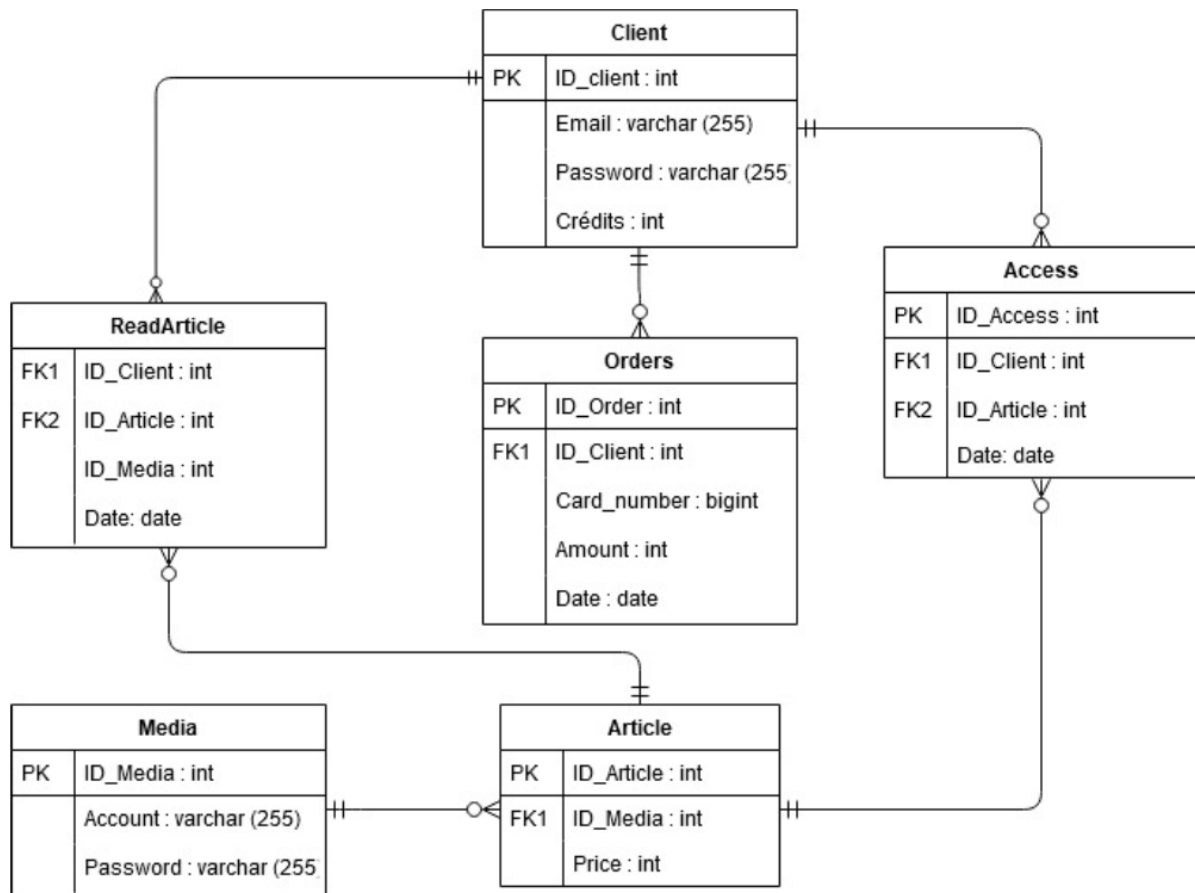 Client
PK ID_client : int
Email : varchar (255)
Password : varchar (255
Crédits : int
Access
PK ID_Access : int
FK1 ID_Client : int
FK2 ID_Article : int
Date: date
ReadArticle
FK1 ID_Client : int
FK2 ID_Article : int
ID_Media : int
Date: date
Orders
PK ID_Order : int
FK1 ID_Client : int
Card_number : bigint
Amount : int
Date : date
Media
PK ID_Media : int
Account : varchar (255)
Password : varchar (255
Article
PK ID_Article : int
FK1 ID_Media : int
Price : int